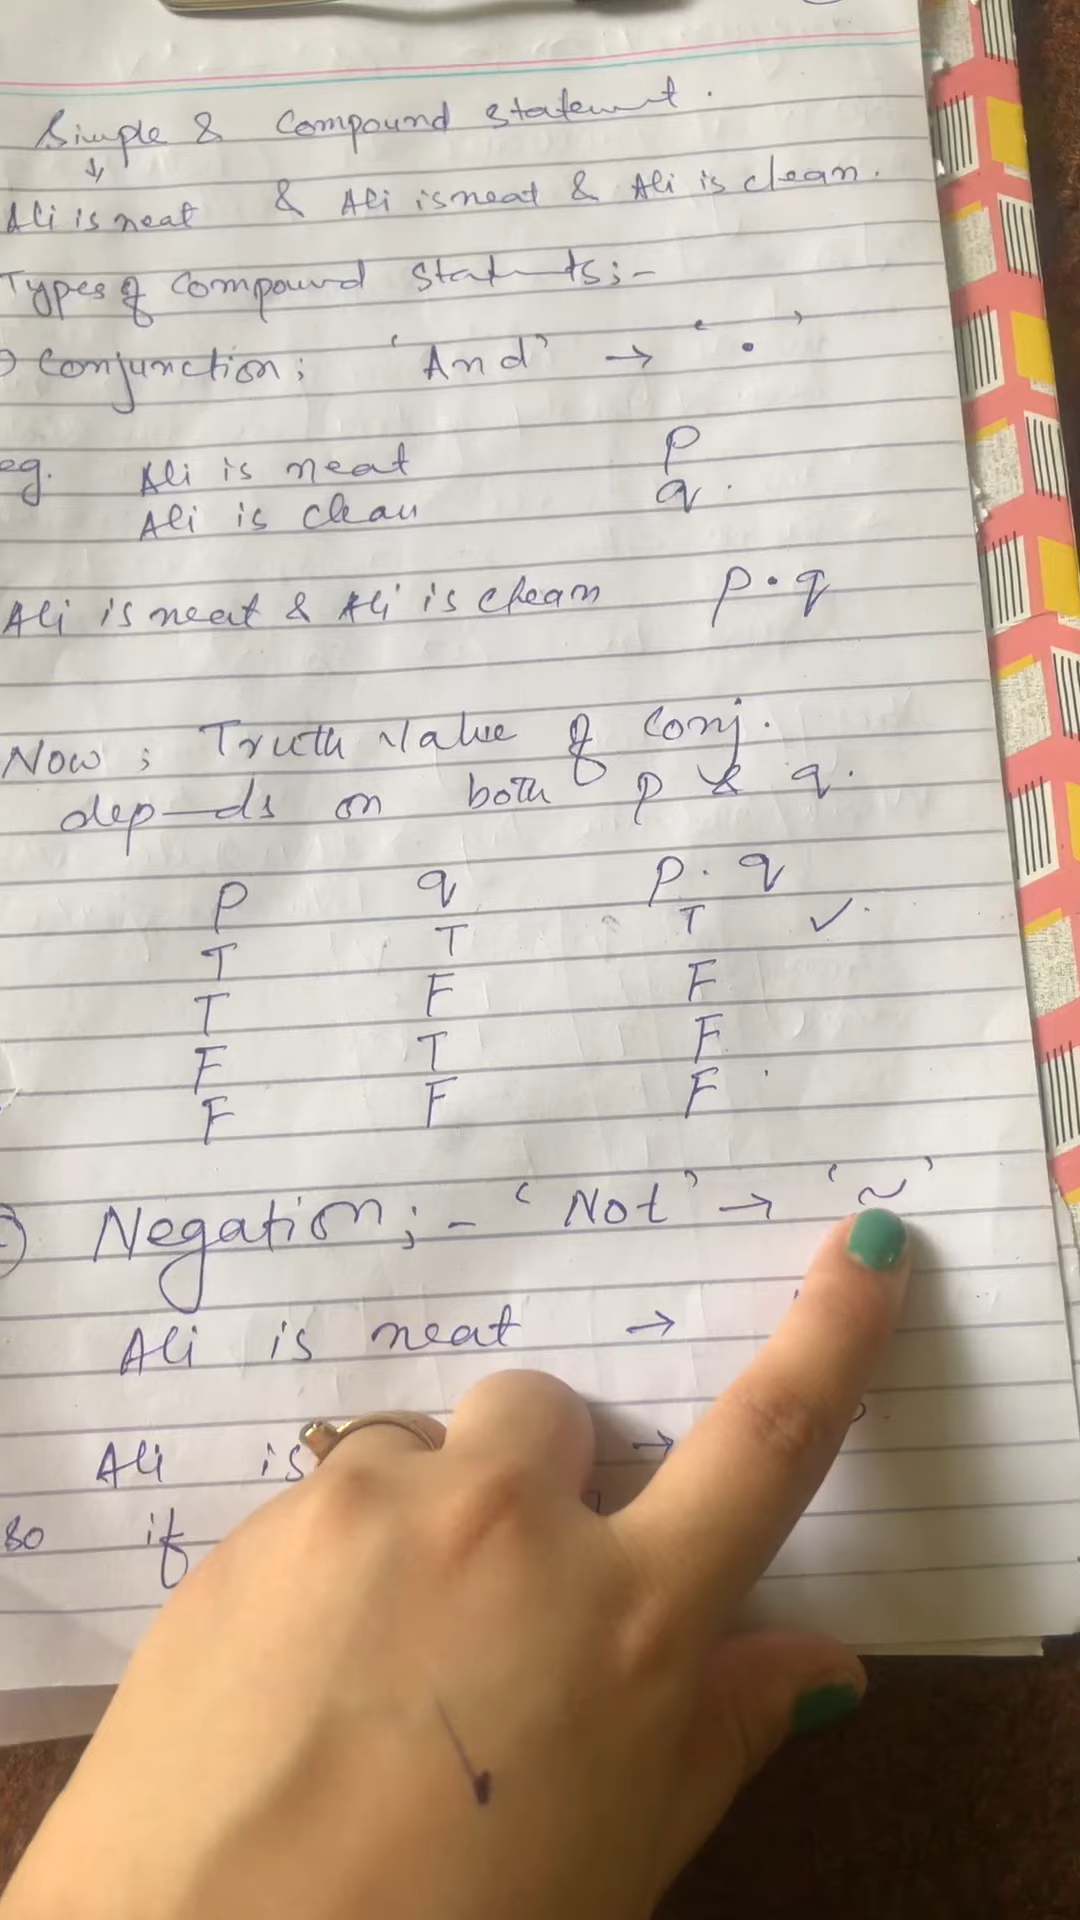 Simple & Compound statement.
↓
Ali is neat & Ali is neat & Ali is clean.
Types of Compound Statents;-
Conjunction; 'And' → '•'
eg. Ali is neat p
Ali is clean q.
Ali is neat & Ali is clean p•q
Now; Truth value of Conj.
depends on both p & q.
p q p.q
T T T ✓.
T F F
F T F
F F F
Negation;- 'Not' → '~'
Ali is neat →
Ali is →
so if